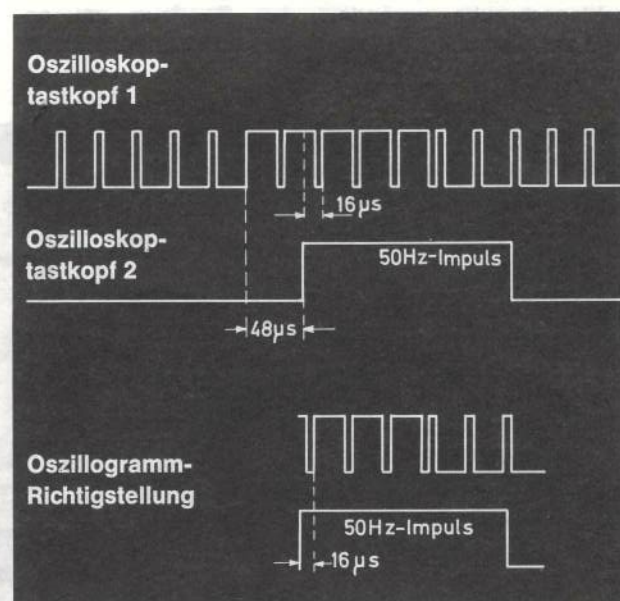 Oszilloskop-
tastkopf 1
16µs
Oszilloskop-
tastkopf 2
50Hz-Impuls
48µs
Oszillogramm-
Richtigstellung
50Hz-Impuls
16µs